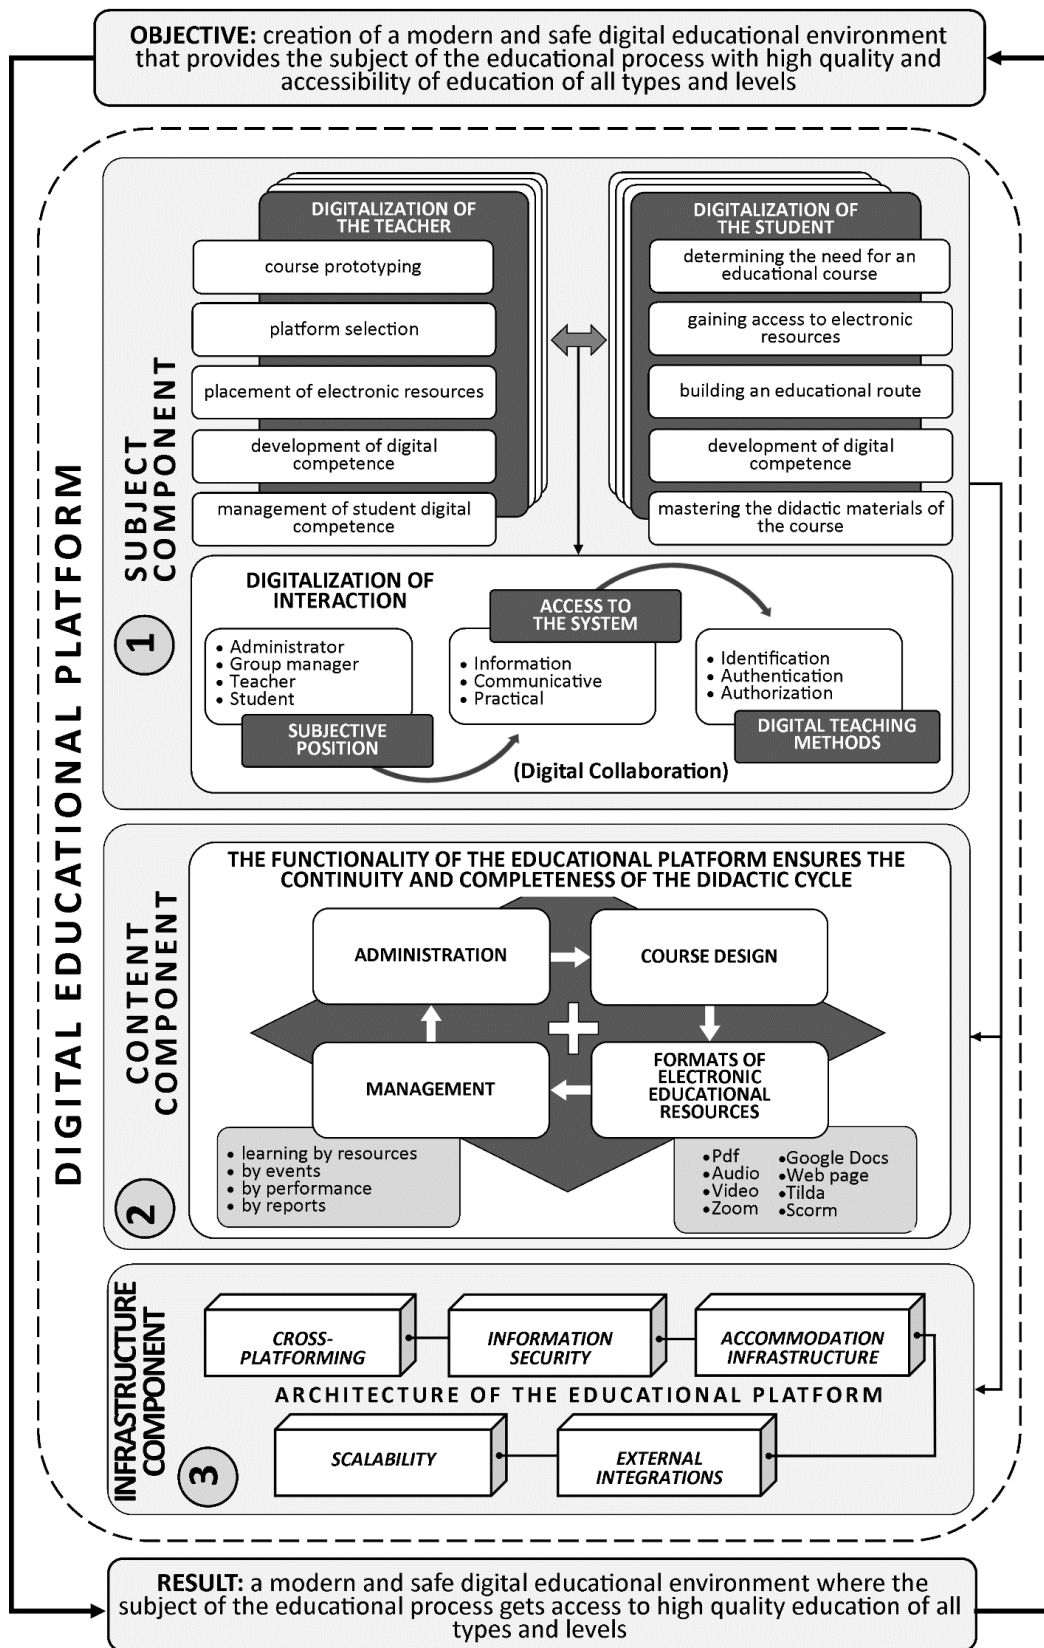 OBJECTIVE: creation of a modern and safe digital educational environment
that provides the subject of the educational process with high quality and
accessibility of education of all types and levels
DIGITAL EDUCATIONAL PLATFORM
SUBJECT
COMPONENT
1
DIGITALIZATION OF
THE TEACHER
course prototyping
platform selection
placement of electronic resources
development of digital
competence
management of student digital
competence
DIGITALIZATION OF
THE STUDENT
determining the need for an
educational course
gaining access to electronic
resources
building an educational route
development of digital
competence
mastering the didactic materials of
the course
DIGITALIZATION OF
INTERACTION
• Administrator
• Group manager
• Teacher
• Student
SUBJECTIVE
POSITION
ACCESS TO
THE SYSTEM
• Information
• Communicative
• Practical
• Identification
• Authentication
• Authorization
DIGITAL TEACHING
METHODS
(Digital Collaboration)
CONTENT
COMPONENT
2
THE FUNCTIONALITY OF THE EDUCATIONAL PLATFORM ENSURES THE
CONTINUITY AND COMPLETENESS OF THE DIDACTIC CYCLE
ADMINISTRATION
COURSE DESIGN
MANAGEMENT
FORMATS OF
ELECTRONIC
EDUCATIONAL
RESOURCES
• learning by resources
• by events
• by performance
• by reports
•Pdf
•Audio
•Video
•Zoom
•Google Docs
•Web page
•Tilda
•Scorm
INFRASTRUCTURE
COMPONENT
3
CROSS-
PLATFORMING
INFORMATION
SECURITY
ACCOMMODATION
INFRASTRUCTURE
ARCHITECTURE OF THE EDUCATIONAL PLATFORM
SCALABILITY
EXTERNAL
INTEGRATIONS
RESULT: a modern and safe digital educational environment where the
subject of the educational process gets access to high quality education of all
types and levels